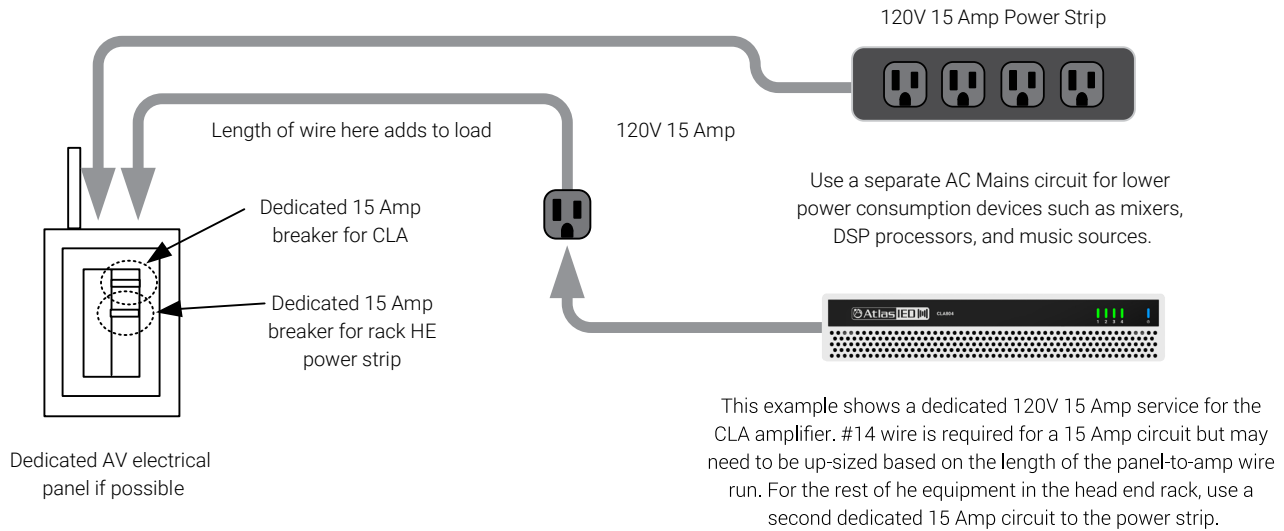 120V 15 Amp Power Strip
Length of wire here adds to load
120V 15 Amp
Use a separate AC Mains circuit for lower
power consumption devices such as mixers,
DSP processors, and music sources.
Dedicated 15 Amp
breaker for CLA
Dedicated 15 Amp
breaker for rack HE
power strip
AtlasIED
CLA804
1 2 3 4
Dedicated AV electrical
panel if possible
This example shows a dedicated 120V 15 Amp service for the
CLA amplifier. #14 wire is required for a 15 Amp circuit but may
need to be up-sized based on the length of the panel-to-amp wire
run. For the rest of he equipment in the head end rack, use a
second dedicated 15 Amp circuit to the power strip.